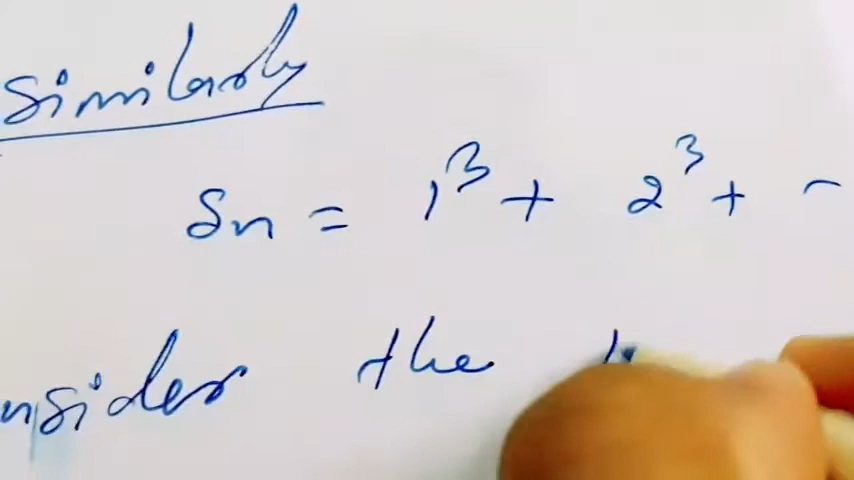 Similarly
Sn = 1³ + 2³ + -
nsider the